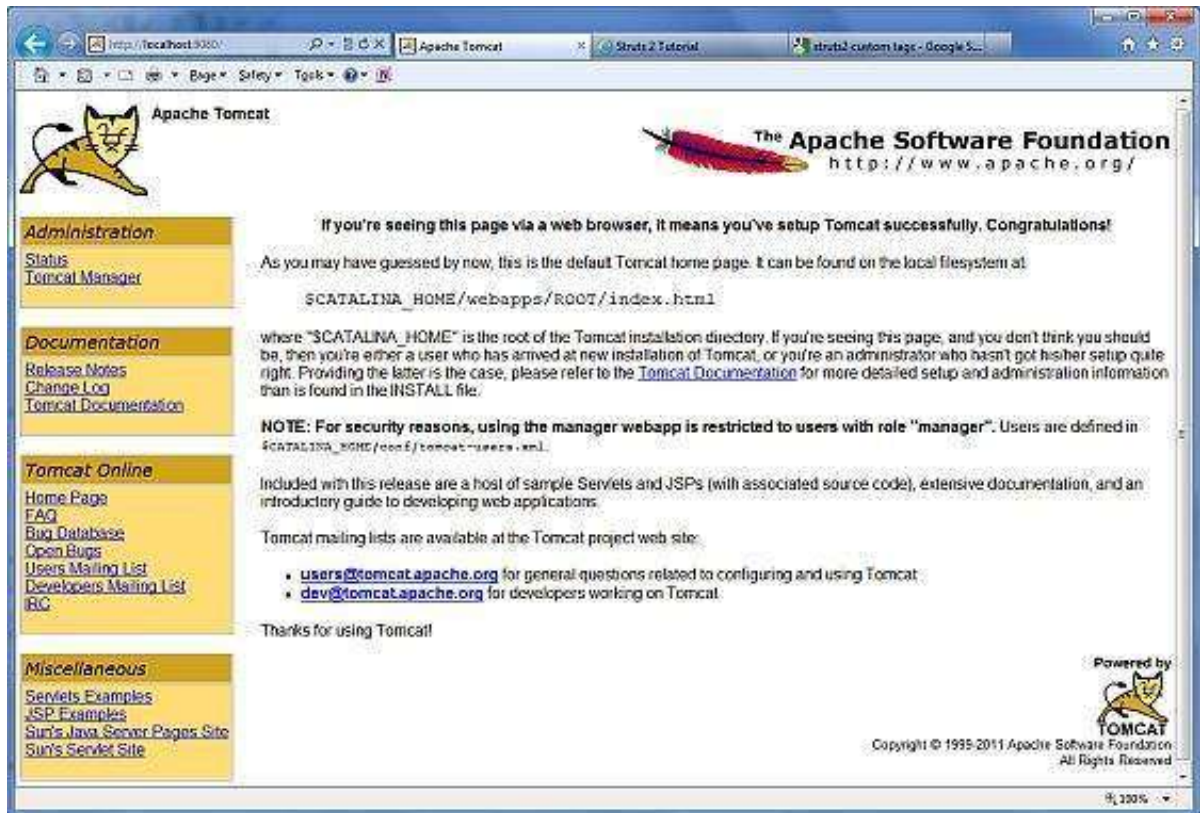 http://localhost:8080/
Apache Tomcat
Struts 2 Tutorial
struts2 custom tags - Google S...
Page
Safety
Tools
Apache Tomcat
The Apache Software Foundation
http://www.apache.org/
Administration
Status
Tomcat Manager
Documentation
Release Notes
Change Log
Tomcat Documentation
Tomcat Online
Home Page
FAQ
Bug Database
Open Bugs
Users Mailing List
Developers Mailing List
IRC
Miscellaneous
Servlets Examples
JSP Examples
Sun's Java Server Pages Site
Sun's Servlet Site
If you're seeing this page via a web browser, it means you've setup Tomcat successfully. Congratulations!
As you may have guessed by now, this is the default Tomcat home page. It can be found on the local filesystem at:
$CATALINA_HOME/webapps/ROOT/index.html
where "$CATALINA_HOME" is the root of the Tomcat installation directory. If you're seeing this page, and you don't think you should
be, then you're either a user who has arrived at new installation of Tomcat, or you're an administrator who hasn't got his/her setup quite
right. Providing the latter is the case, please refer to the Tomcat Documentation for more detailed setup and administration information
than is found in the INSTALL file.
NOTE: For security reasons, using the manager webapp is restricted to users with role "manager". Users are defined in
$CATALINA_HOME/conf/tomcat-users.xml.
Included with this release are a host of sample Servlets and JSPs (with associated source code), extensive documentation, and an
introductory guide to developing web applications.
Tomcat mailing lists are available at the Tomcat project web site:
users@tomcat.apache.org for general questions related to configuring and using Tomcat
dev@tomcat.apache.org for developers working on Tomcat
Thanks for using Tomcat!
Powered by
TOMCAT
Copyright © 1999-2011 Apache Software Foundation
All Rights Reserved
100%